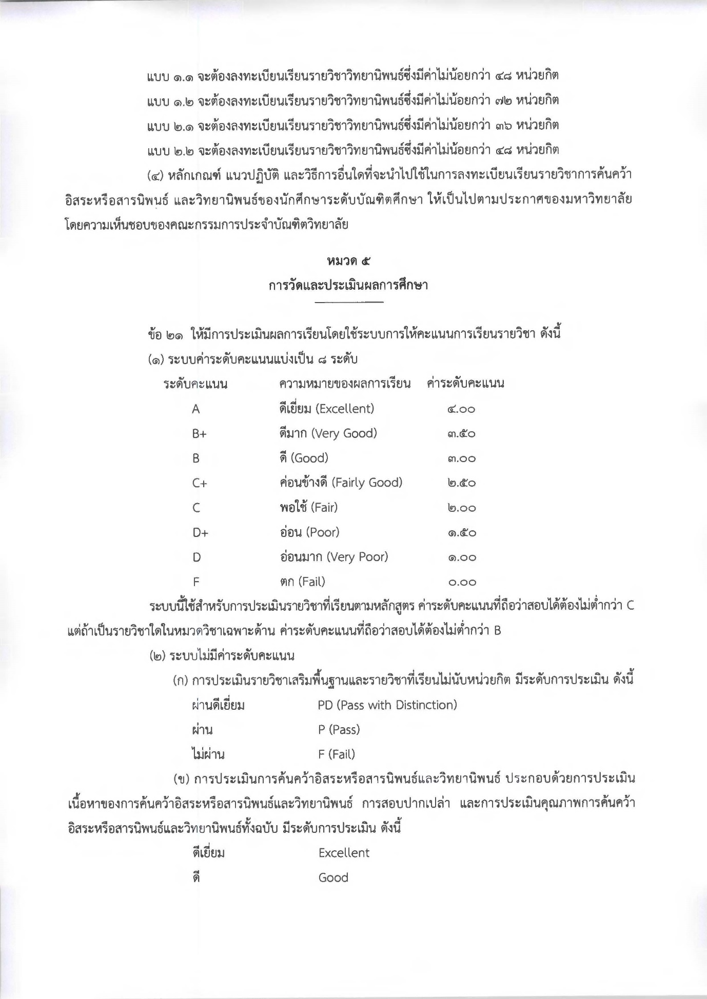 แบบ ๑.๑ จะต้องลงทะเบียนเรียนรายวิชาวิทยานิพนธ์ซึ่งมีค่าไม่น้อยกว่า ๔๘ หน่วยกิต
แบบ ๑.๒ จะต้องลงทะเบียนเรียนรายวิชาวิทยานิพนธ์ซึ่งมีค่าไม่น้อยกว่า ๗๒ หน่วยกิต
แบบ ๒.๑ จะต้องลงทะเบียนเรียนรายวิชาวิทยานิพนธ์ซึ่งมีค่าไม่น้อยกว่า ๓๖ หน่วยกิต
แบบ ๒.๒ จะต้องลงทะเบียนเรียนรายวิชาวิทยานิพนธ์ซึ่งมีค่าไม่น้อยกว่า ๔๘ หน่วยกิต
(๔) หลักเกณฑ์ แนวปฏิบัติ และวิธีการอื่นใดที่จะนำไปใช้ในการลงทะเบียนเรียนรายวิชาการค้นคว้า
อิสระหรือสารนิพนธ์ และวิทยานิพนธ์ของนักศึกษาระดับบัณฑิตศึกษา ให้เป็นไปตามประกาศของมหาวิทยาลัย
โดยความเห็นชอบของคณะกรรมการประจำบัณฑิตวิทยาลัย
หมวด ๕
การวัดและประเมินผลการศึกษา
ข้อ ๒๑ ให้มีการประเมินผลการเรียนโดยใช้ระบบการให้คะแนนการเรียนรายวิชา ดังนี้
(๑) ระบบค่าระดับคะแนนแบ่งเป็น ๘ ระดับ
ระดับคะแนน ความหมายของผลการเรียน ค่าระดับคะแนน
A ดีเยี่ยม (Excellent) ๔.๐๐
B+ ดีมาก (Very Good) ๓.๕๐
B ดี (Good) ๓.๐๐
C+ ค่อนข้างดี (Fairly Good) ๒.๕๐
C พอใช้ (Fair) ๒.๐๐
D+ อ่อน (Poor) ๑.๕๐
D อ่อนมาก (Very Poor) ๑.๐๐
F ตก (Fail) ๐.๐๐
ระบบนี้ใช้สำหรับการประเมินรายวิชาที่เรียนตามหลักสูตร ค่าระดับคะแนนที่ถือว่าสอบได้ต้องไม่ต่ำกว่า C
แต่ถ้าเป็นรายวิชาใดในหมวดวิชาเฉพาะด้าน ค่าระดับคะแนนที่ถือว่าสอบได้ต้องไม่ต่ำกว่า B
(๒) ระบบไม่มีค่าระดับคะแนน
(ก) การประเมินรายวิชาเสริมพื้นฐานและรายวิชาที่เรียนไม่นับหน่วยกิต มีระดับการประเมิน ดังนี้
ผ่านดีเยี่ยม PD (Pass with Distinction)
ผ่าน P (Pass)
ไม่ผ่าน F (Fail)
(ข) การประเมินการค้นคว้าอิสระหรือสารนิพนธ์และวิทยานิพนธ์ ประกอบด้วยการประเมิน
เนื้อหาของการค้นคว้าอิสระหรือสารนิพนธ์และวิทยานิพนธ์ การสอบปากเปล่า และการประเมินคุณภาพการค้นคว้า
อิสระหรือสารนิพนธ์และวิทยานิพนธ์ทั้งฉบับ มีระดับการประเมิน ดังนี้
ดีเยี่ยม Excellent
ดี Good